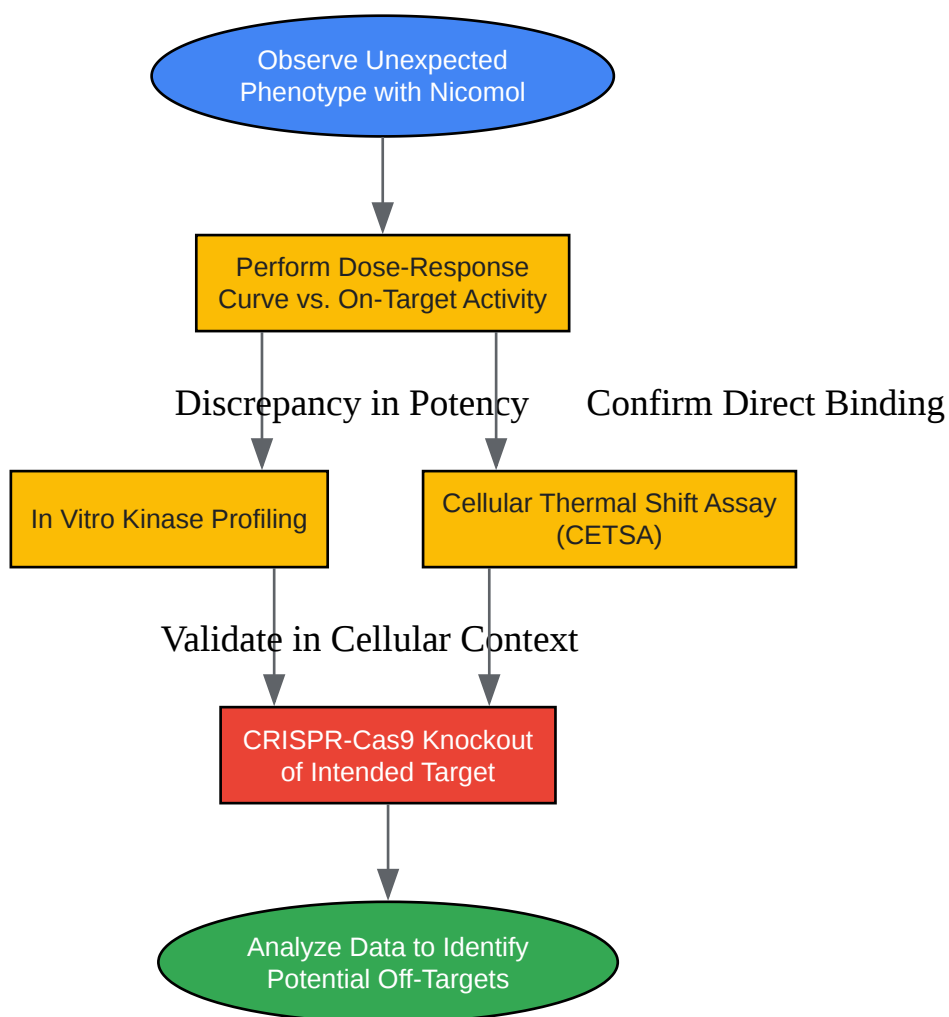 Observe Unexpected
Phenotype with Nicomol
Perform Dose-Response
Curve vs. On-Target Activity
Discrepancy in Potency
Confirm Direct Binding
In Vitro Kinase Profiling
Cellular Thermal Shift Assay
(CETSA)
Validate in Cellular Context
CRISPR-Cas9 Knockout
of Intended Target
Analyze Data to Identify
Potential Off-Targets